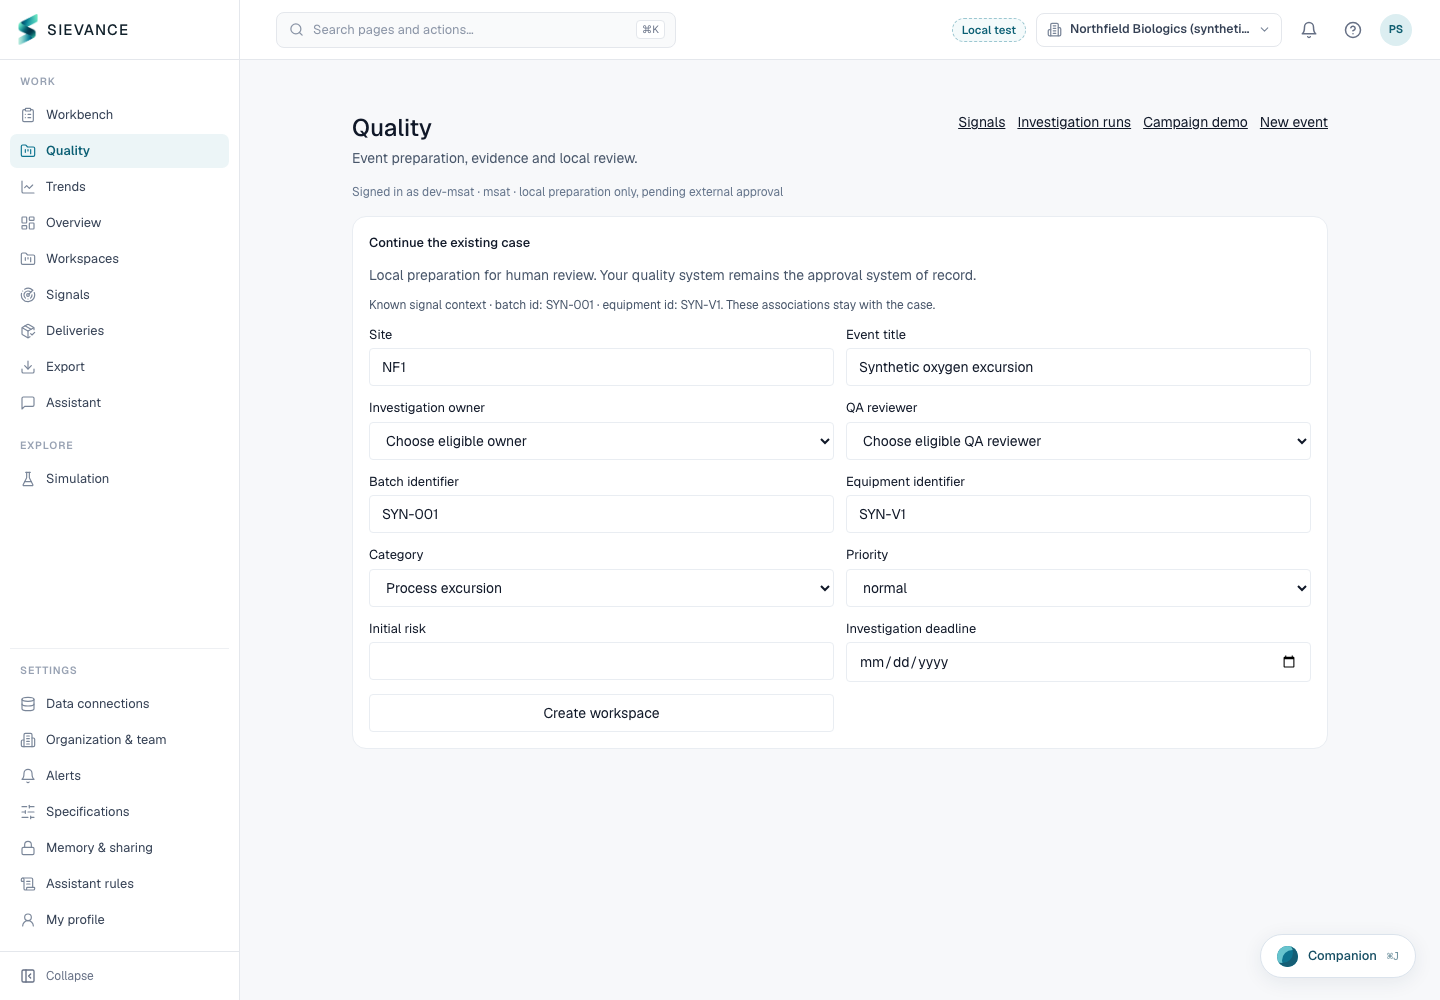 SIEVANCE
Search pages and actions...
⌘K
Local test
Northfield Biologics (syntheti...
PS
WORK
Workbench
Quality
Trends
Overview
Workspaces
Signals
Deliveries
Export
Assistant
EXPLORE
Simulation
SETTINGS
Data connections
Organization & team
Alerts
Specifications
Memory & sharing
Assistant rules
My profile
Collapse
Quality
Signals Investigation runs Campaign demo New event
Event preparation, evidence and local review.
Signed in as dev-msat · msat · local preparation only, pending external approval
Continue the existing case
Local preparation for human review. Your quality system remains the approval system of record.
Known signal context · batch id: SYN-001 · equipment id: SYN-V1. These associations stay with the case.
Site
NF1
Event title
Synthetic oxygen excursion
Investigation owner
Choose eligible owner
QA reviewer
Choose eligible QA reviewer
Batch identifier
SYN-001
Equipment identifier
SYN-V1
Category
Process excursion
Priority
normal
Initial risk
Investigation deadline
mm/dd/yyyy
Create workspace
Companion ⌘J